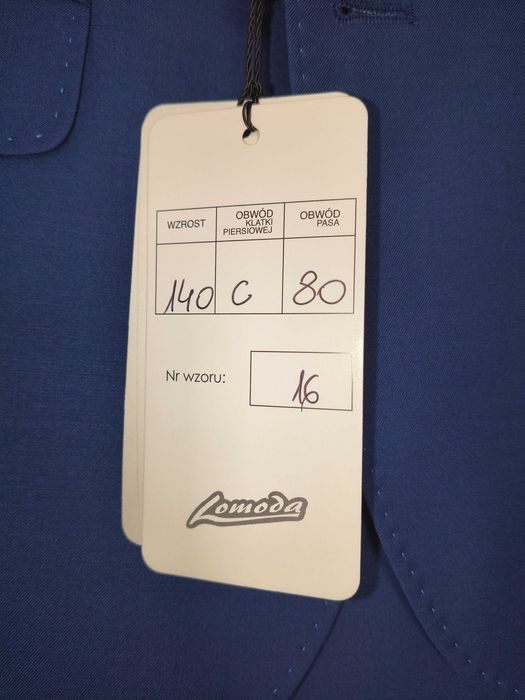 WZROST OBWÓD KLATKI PIERSIOWEJ OBWÓD PASA
140 C 80
Nr wzoru: 16
Lomoda